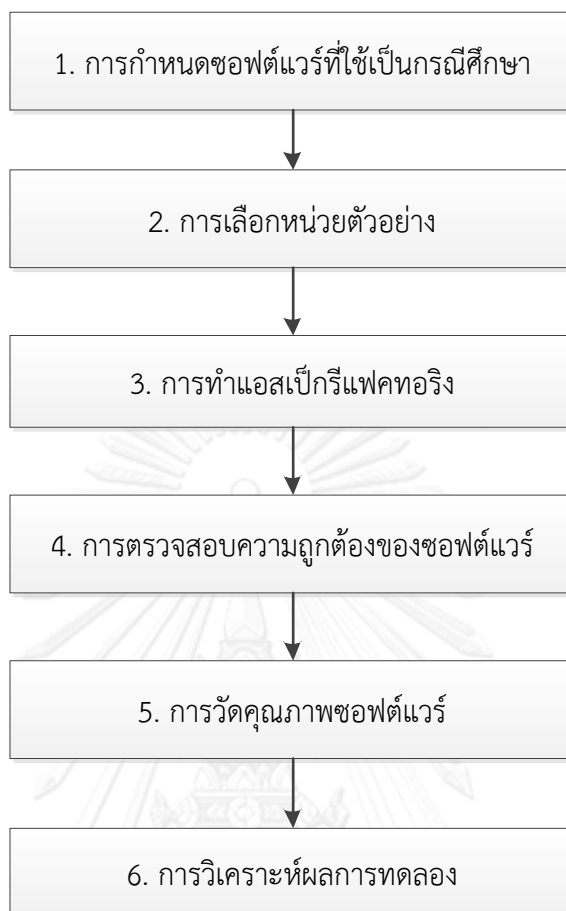 1. การกำหนดซอฟต์แวร์ที่ใช้เป็นกรณีศึกษา
2. การเลือกหน่วยตัวอย่าง
3. การทำแอสเป็กรีแฟคทอริง
4. การตรวจสอบความถูกต้องของซอฟต์แวร์
5. การวัดคุณภาพซอฟต์แวร์
6. การวิเคราะห์ผลการทดลอง